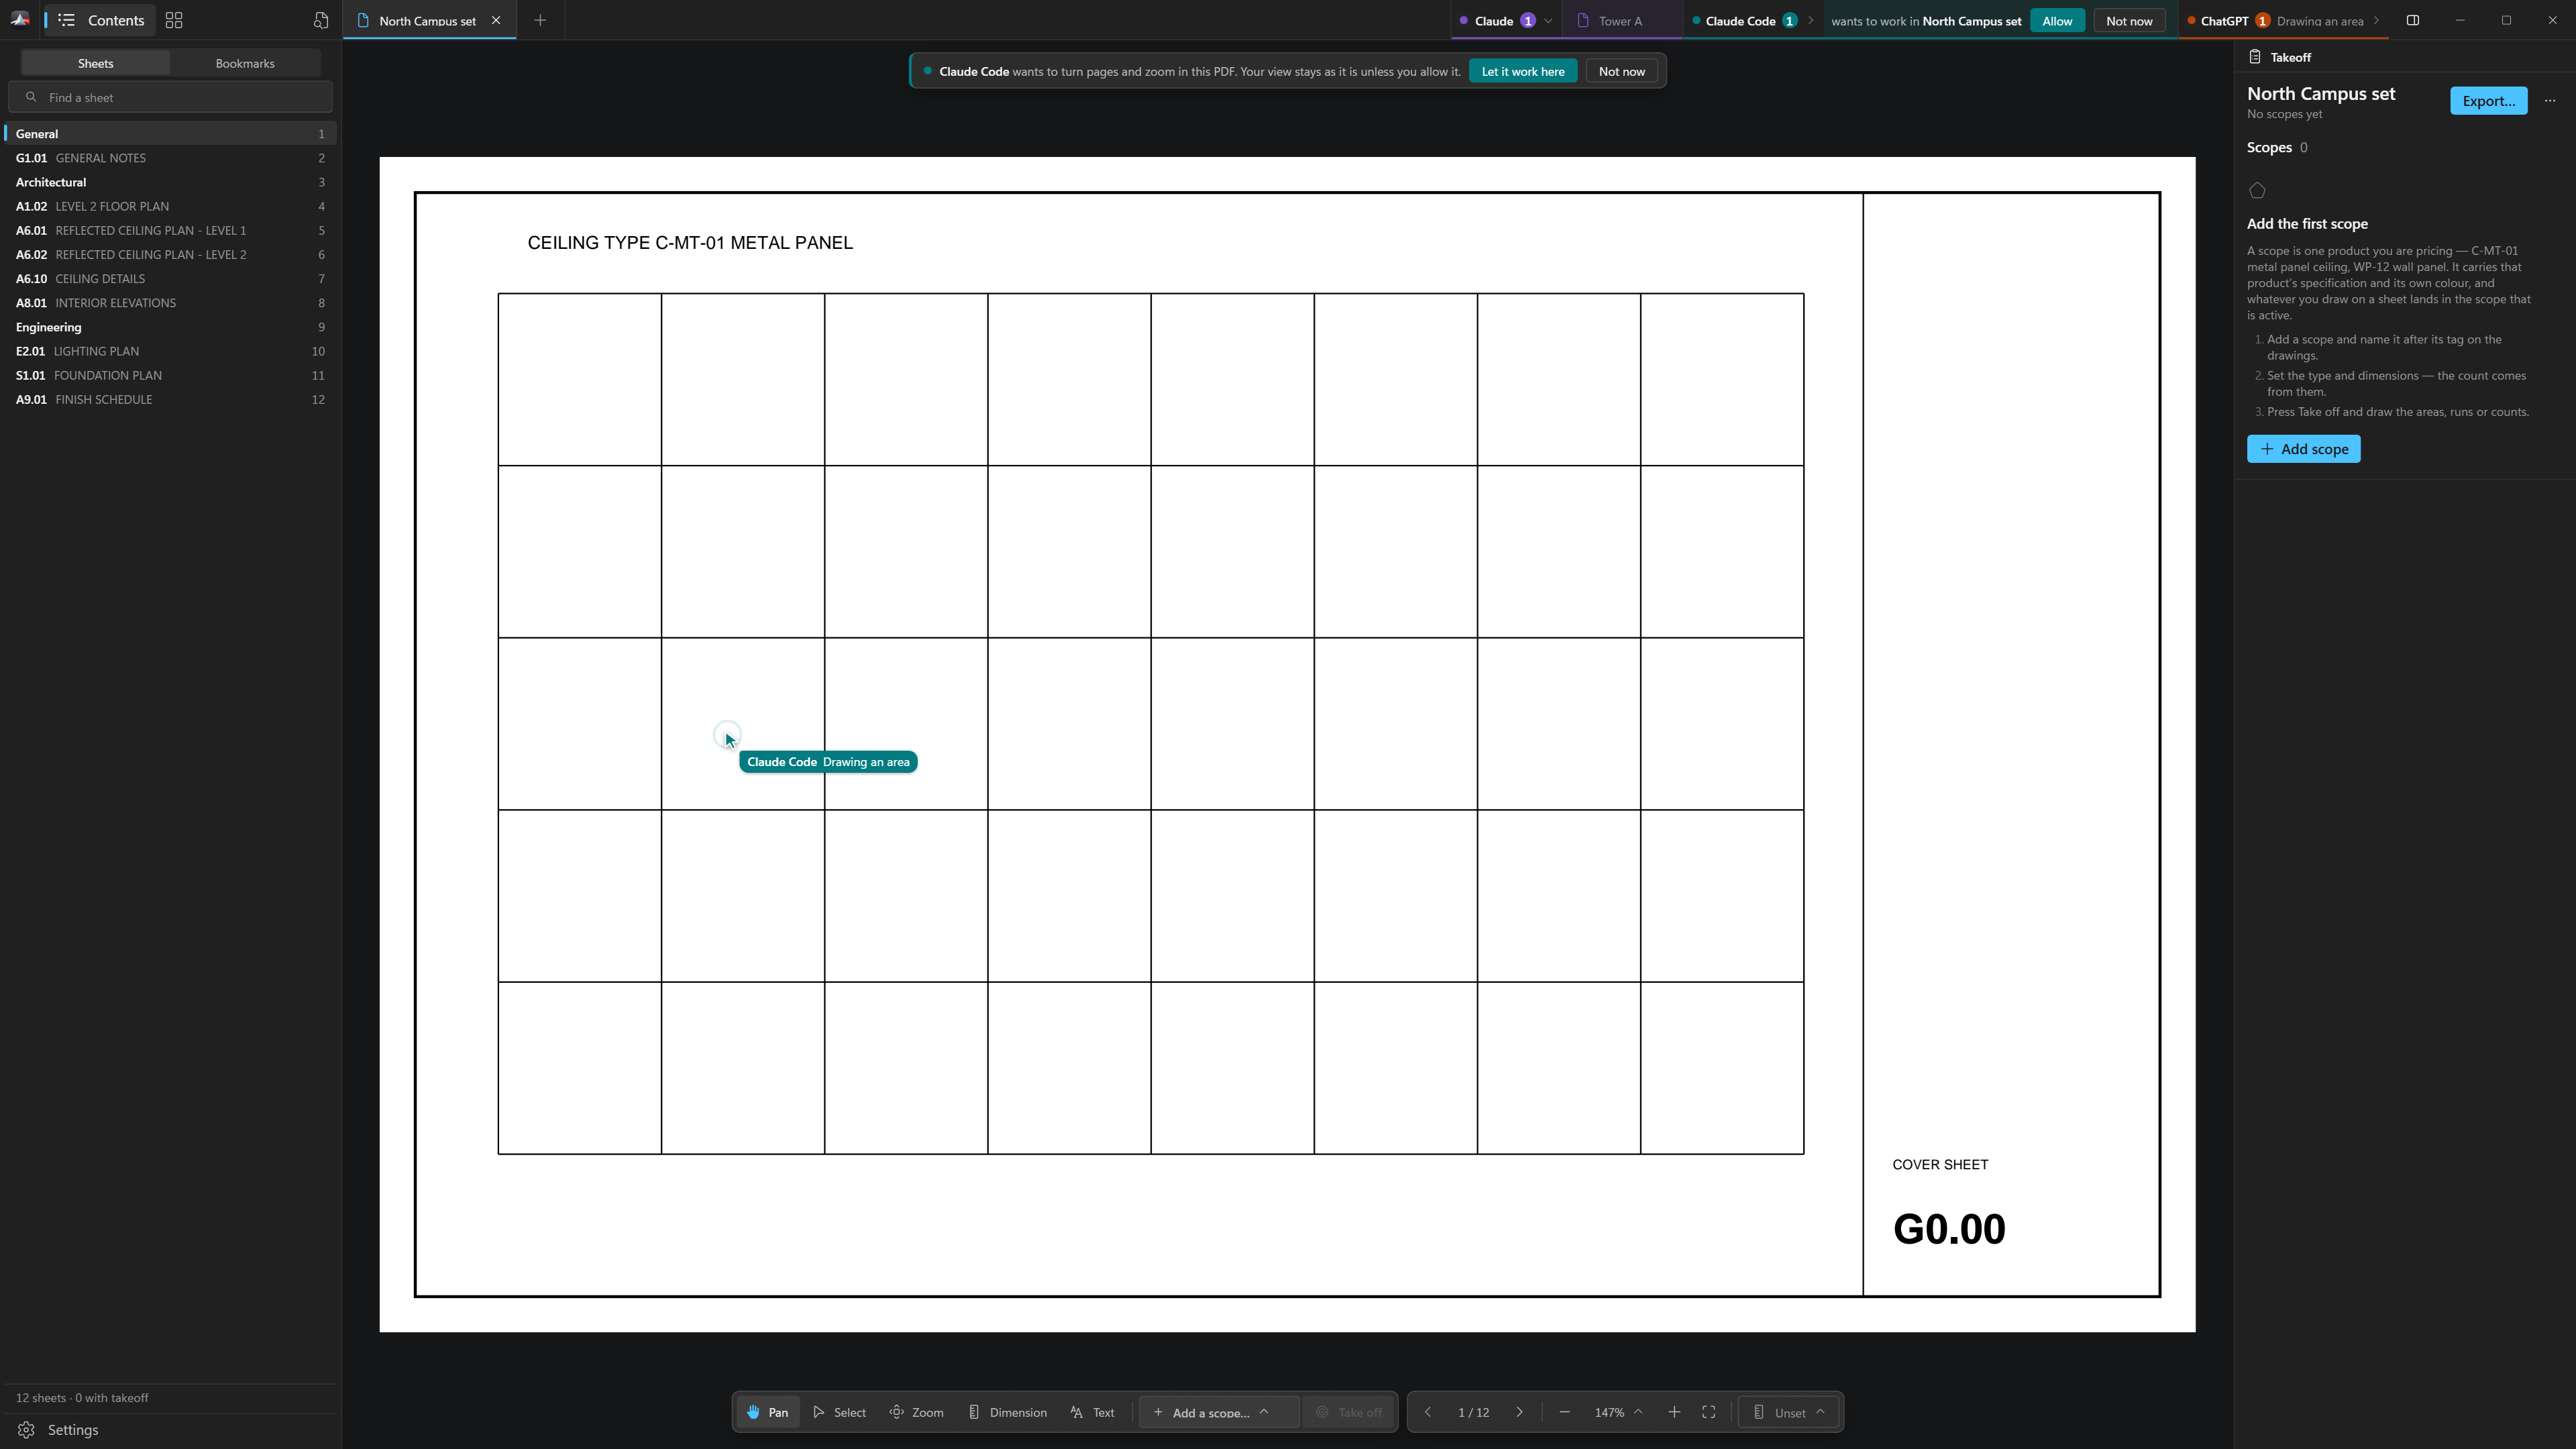 Contents
North Campus set
Claude 1
Tower A
Claude Code 1
wants to work in North Campus set
Allow
Not now
ChatGPT 1 Drawing an area
Sheets
Bookmarks
Find a sheet
General 1
G1.01 GENERAL NOTES 2
Architectural 3
A1.02 LEVEL 2 FLOOR PLAN 4
A6.01 REFLECTED CEILING PLAN - LEVEL 1 5
A6.02 REFLECTED CEILING PLAN - LEVEL 2 6
A6.10 CEILING DETAILS 7
A8.01 INTERIOR ELEVATIONS 8
Engineering 9
E2.01 LIGHTING PLAN 10
S1.01 FOUNDATION PLAN 11
A9.01 FINISH SCHEDULE 12
12 sheets · 0 with takeoff
Settings
Claude Code wants to turn pages and zoom in this PDF. Your view stays as it is unless you allow it.
Let it work here
Not now
CEILING TYPE C-MT-01 METAL PANEL
Claude Code Drawing an area
COVER SHEET
G0.00
Pan
Select
Zoom
Dimension
Text
Add a scope...
Take off
1 / 12
147%
Unset
Takeoff
North Campus set
No scopes yet
Export...
Scopes 0
Add the first scope
A scope is one product you are pricing — C-MT-01
metal panel ceiling, WP-12 wall panel. It carries that
product's specification and its own colour, and
whatever you draw on a sheet lands in the scope that
is active.
1. Add a scope and name it after its tag on the
drawings.
2. Set the type and dimensions — the count comes
from them.
3. Press Take off and draw the areas, runs or counts.
Add scope